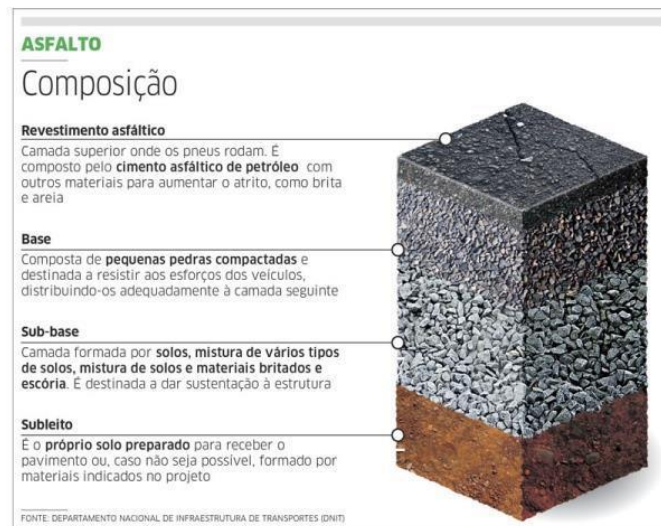 ASFALTO
Composição
Revestimento asfáltico
Camada superior onde os pneus rodam. É
composto pelo cimento asfáltico de petróleo com
outros materiais para aumentar o atrito, como brita
e areia
Base
Composta de pequenas pedras compactadas e
destinada a resistir aos esforços dos veículos,
distribuindo-os adequadamente à camada seguinte
Sub-base
Camada formada por solos, mistura de vários tipos
de solos, mistura de solos e materiais britados e
escória. É destinada a dar sustentação à estrutura
Subleito
É o próprio solo preparado para receber o
pavimento ou, caso não seja possível, formado por
materiais indicados no projeto
FONTE: DEPARTAMENTO NACIONAL DE INFRAESTRUTURA DE TRANSPORTES (DNIT)